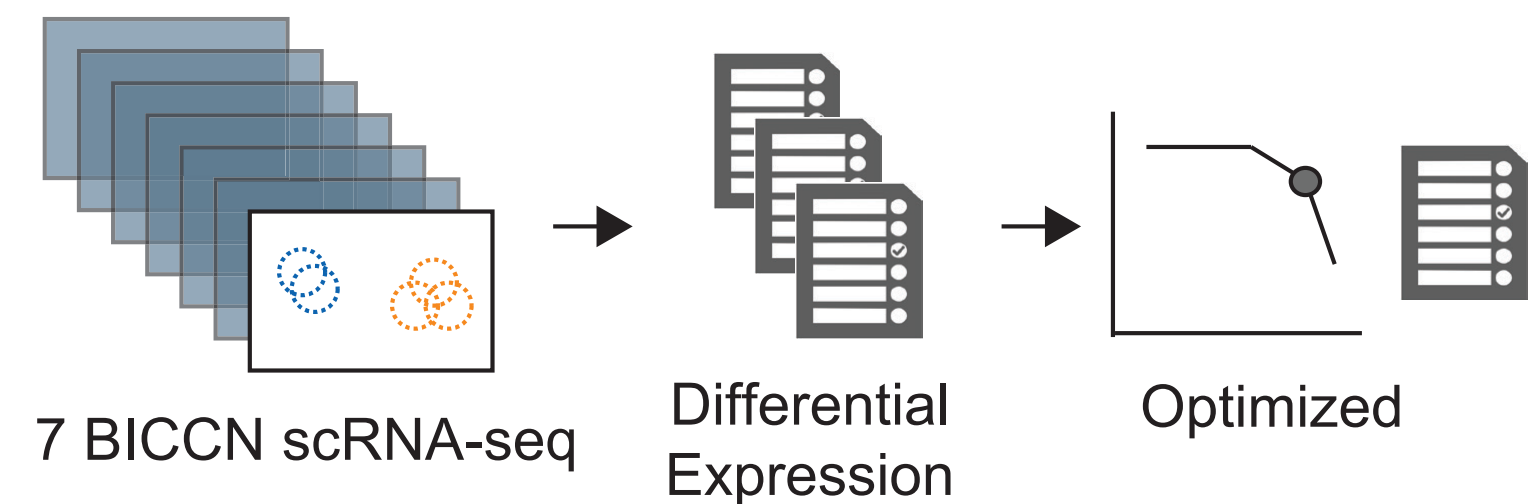 7 BICCN scRNA-seq
Differential
Expression
Optimized